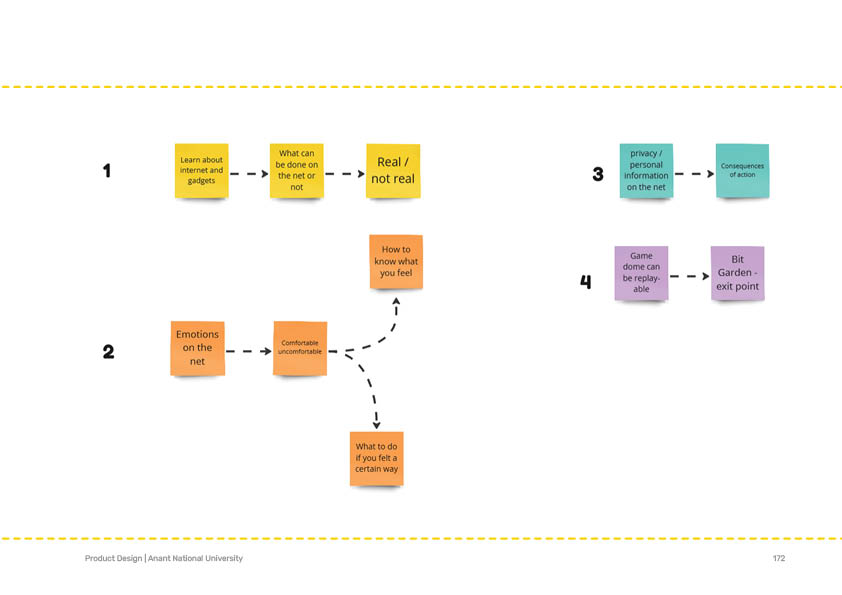 1
Learn about
internet and
gadgets
What can
be done on
the net or
not
Real /
not real
2
Emotions
on the
net
Comfortable
uncomfortable
How to
know what
you feel
What to do
if you felt a
certain way
3
privacy /
personal
information
on the net
Consequences
of action
4
Game
dome can
be replay-
able
Bit
Garden -
exit point
Product Design | Anant National University
172